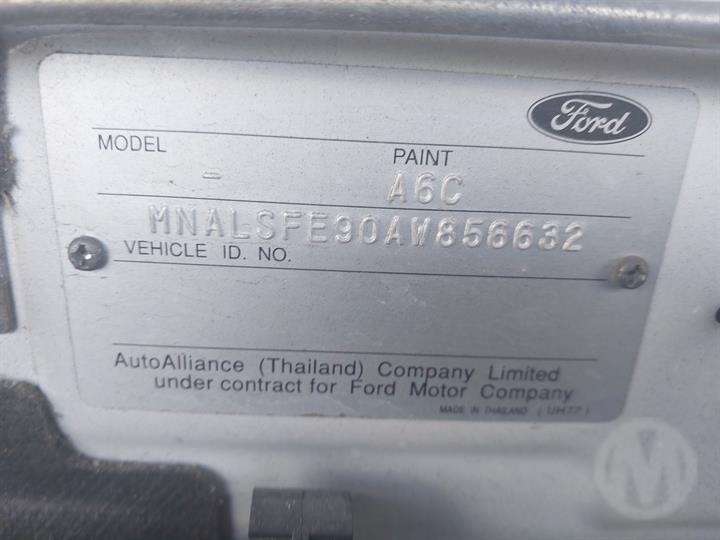 Ford
MODEL PAINT
- A6C
MNALSFE90AW856632
VEHICLE ID. NO.
AutoAlliance (Thailand) Company Limited
under contract for Ford Motor Company
MADE IN THAILAND ( UH77 )
M